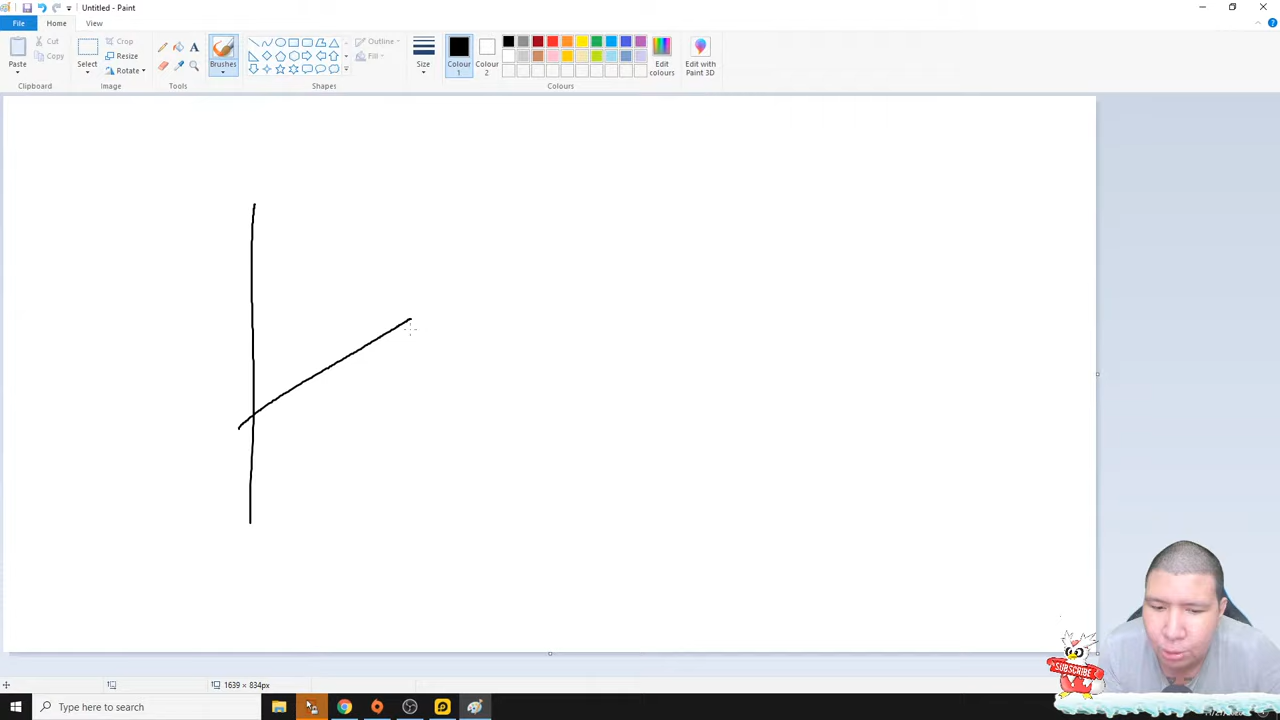 Untitled - Paint
File Home View
Paste
Cut
Copy
Clipboard
Select
Crop
Resize
Rotate
Image
A
Tools
Brushes
Outline
Fill
Shapes
Size
Colour
1
Colour
2
Edit
colours
Edit with
Paint 3D
Colours
SUBSCRIBE
1639 × 834px
Type here to search